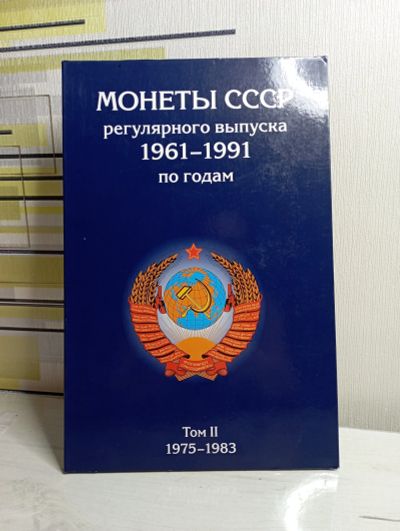 МОНЕТЫ СССР
регулярного выпуска
1961–1991
по годам
Том II
1975–1983